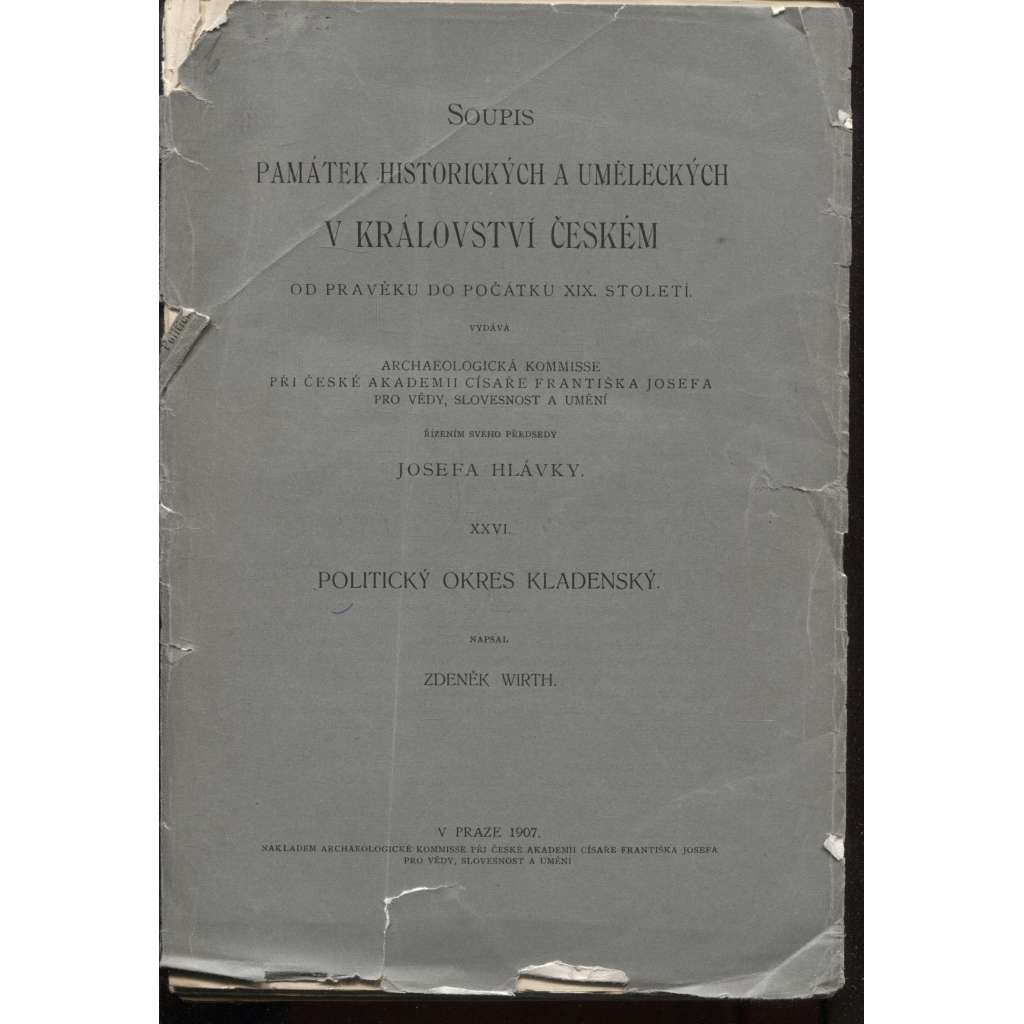 SOUPIS
PAMÁTEK HISTORICKÝCH A UMĚLECKÝCH
V KRÁLOVSTVÍ ČESKÉM
OD PRAVĚKU DO POČÁTKU XIX. STOLETÍ.
VYDÁVÁ
ARCHAEOLOGICKÁ KOMMISSE
PŘI ČESKÉ AKADEMII CÍSAŘE FRANTIŠKA JOSEFA
PRO VĚDY, SLOVESNOST A UMĚNÍ
ŘÍZENÍM SVÉHO PŘEDSEDY
JOSEFA HLÁVKY.
XXVI.
POLITICKÝ OKRES KLADENSKÝ.
NAPSAL
ZDENĚK WIRTH.
V PRAZE 1907.
NÁKLADEM ARCHAEOLOGICKÉ KOMMISSE PŘI ČESKÉ AKADEMII CÍSAŘE FRANTIŠKA JOSEFA
PRO VĚDY, SLOVESNOST A UMĚNÍ